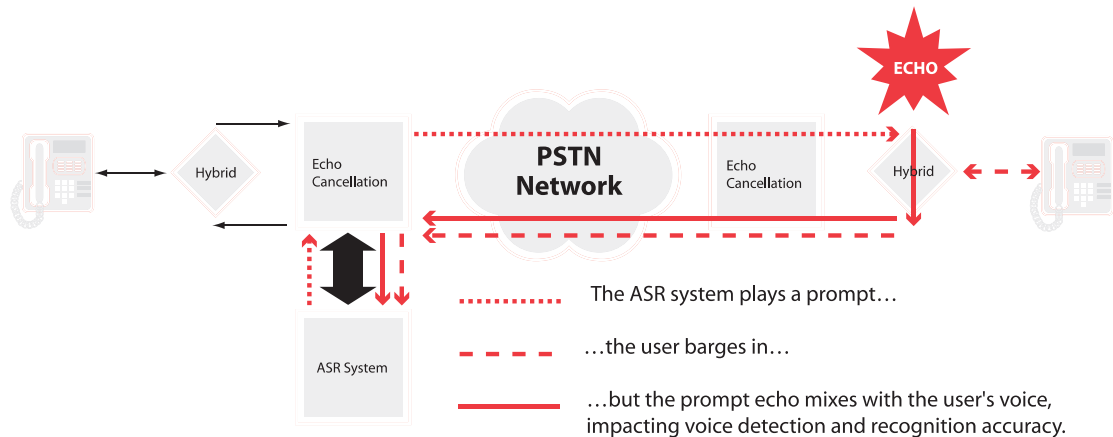 ECHO
Hybrid
Echo
Cancellation
PSTN
Network
Echo
Cancellation
Hybrid
ASR System
The ASR system plays a prompt…
…the user barges in…
…but the prompt echo mixes with the user's voice,
impacting voice detection and recognition accuracy.